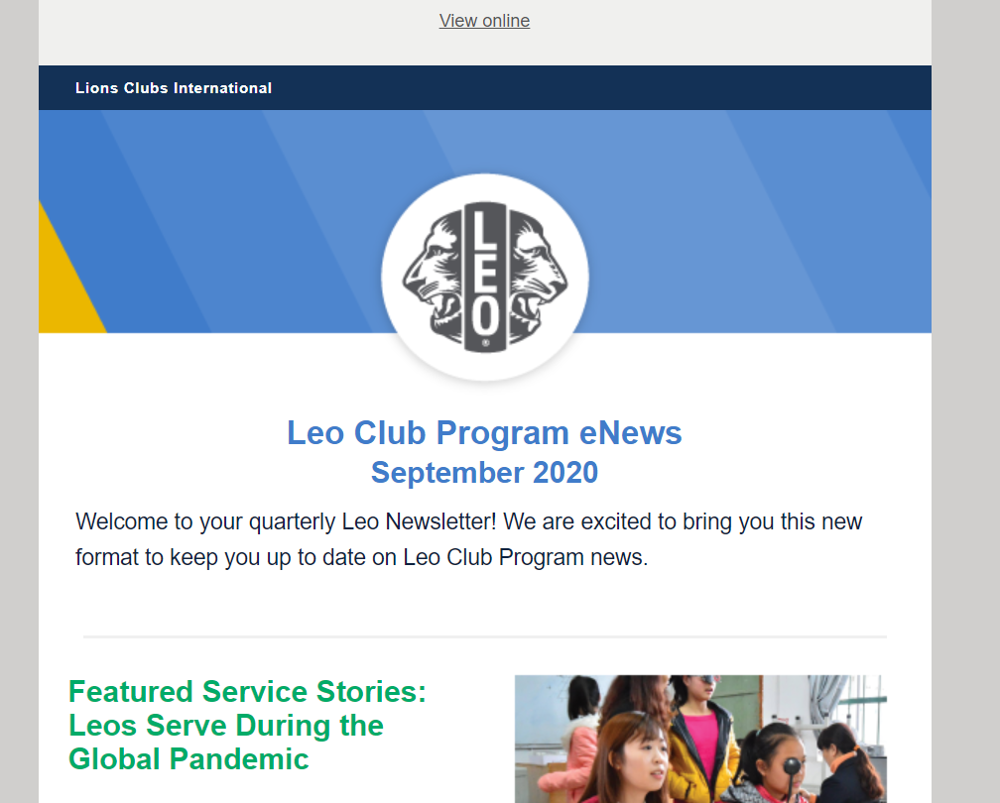 View online
Lions Clubs International
LEO
®
Leo Club Program eNews
September 2020
Welcome to your quarterly Leo Newsletter! We are excited to bring you this new
format to keep you up to date on Leo Club Program news.
Featured Service Stories:
Leos Serve During the
Global Pandemic